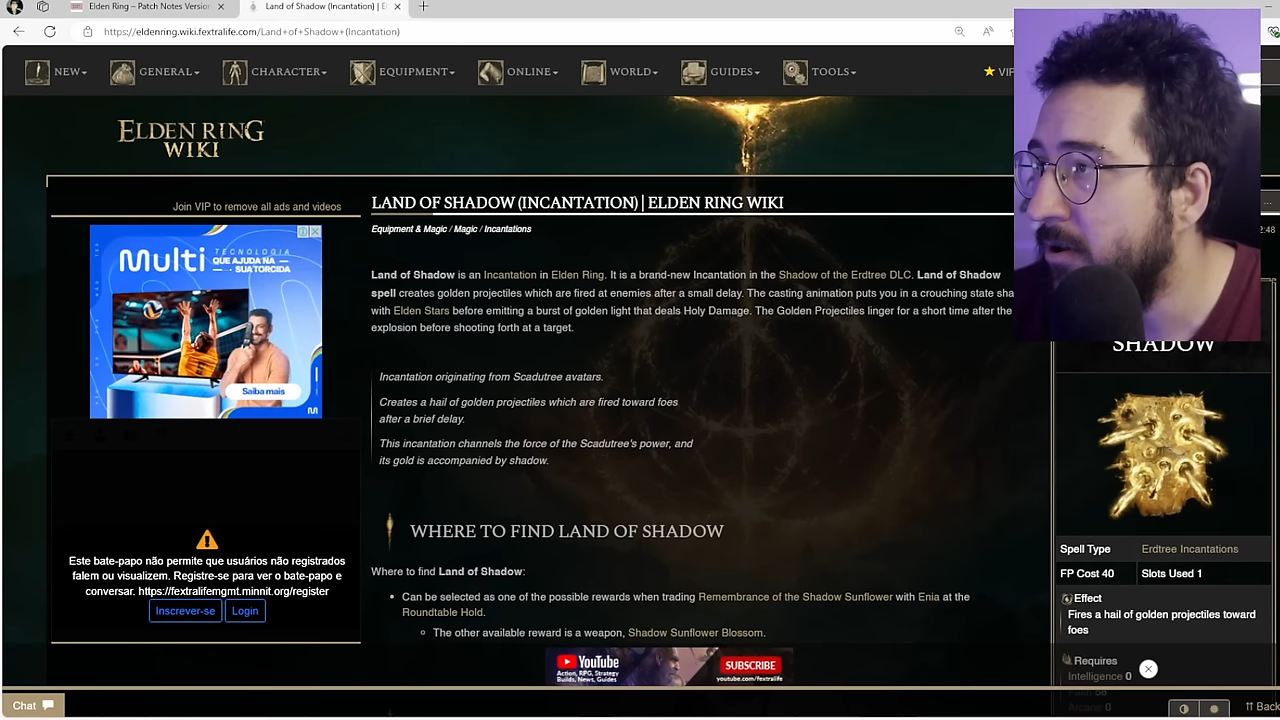 Elden Ring – Patch Notes Version
Land of Shadow (Incantation) | E
https://eldenring.wiki.fextralife.com/Land+of+Shadow+(Incantation)
NEW
GENERAL
CHARACTER
EQUIPMENT
ONLINE
WORLD
GUIDES
TOOLS
VIP
ELDEN RING
WIKI
Join VIP to remove all ads and videos
Multi TECNOLOGIA
QUE AJUDA NA
SUA TORCIDA
Saiba mais
Este bate-papo não permite que usuários não registrados
falem ou visualizem. Registre-se para ver o bate-papo e
conversar. https://fextralifemgmt.minnit.org/register
Inscrever-se Login
LAND OF SHADOW (INCANTATION) | ELDEN RING WIKI
Equipment & Magic / Magic / Incantations
Land of Shadow is an Incantation in Elden Ring. It is a brand-new Incantation in the Shadow of the Erdtree DLC. Land of Shadow
spell creates golden projectiles which are fired at enemies after a small delay. The casting animation puts you in a crouching state sha
with Elden Stars before emitting a burst of golden light that deals Holy Damage. The Golden Projectiles linger for a short time after the
explosion before shooting forth at a target.
Incantation originating from Scadutree avatars.
Creates a hail of golden projectiles which are fired toward foes
after a brief delay.
This incantation channels the force of the Scadutree's power, and
its gold is accompanied by shadow.
WHERE TO FIND LAND OF SHADOW
Where to find Land of Shadow:
Can be selected as one of the possible rewards when trading Remembrance of the Shadow Sunflower with Enia at the
Roundtable Hold.
The other available reward is a weapon, Shadow Sunflower Blossom.
YouTube
Action, RPG, Strategy
Builds, News, Guides
SUBSCRIBE
youtube.com/fextralife
2:48
SHADOW
Spell Type Erdtree Incantations
FP Cost 40 Slots Used 1
Effect
Fires a hail of golden projectiles toward
foes
Requires
Intelligence 0
Arcane 0
Chat
Back